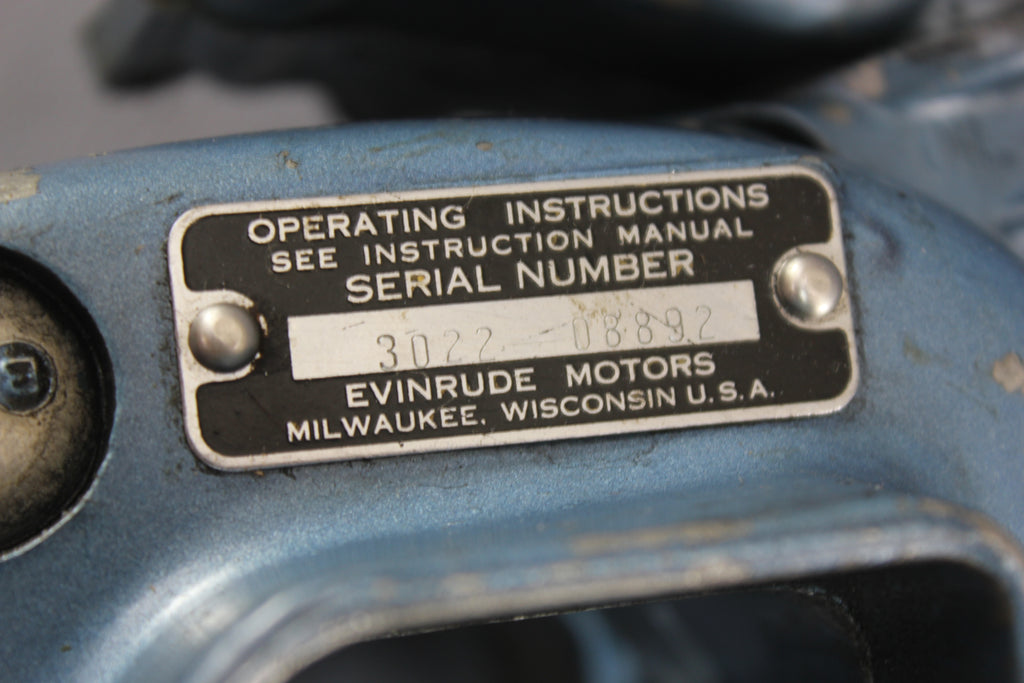 OPERATING INSTRUCTIONS
SEE INSTRUCTION MANUAL
SERIAL NUMBER
3022 08892
EVINRUDE MOTORS
MILWAUKEE, WISCONSIN U.S.A.